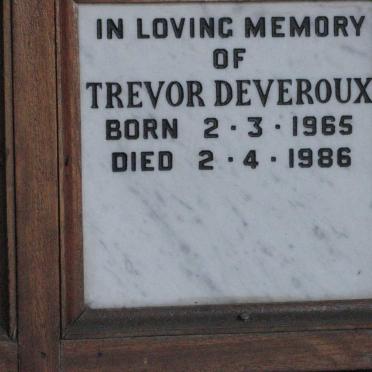 IN LOVING MEMORY
OF
TREVOR DEVEROUX
BORN 2·3·1965
DIED 2·4·1986